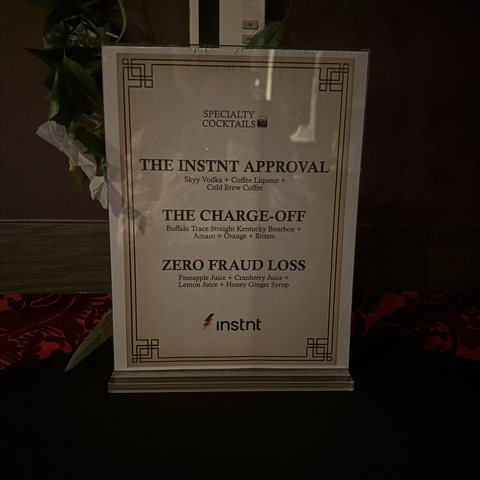 SPECIALTY
COCKTAILS
THE INSTNT APPROVAL
Skyy Vodka + Coffee Liqueur +
Cold Brew Coffee
THE CHARGE-OFF
Buffalo Trace Straight Kentucky Bourbon +
Amaro + Orange + Bitters
ZERO FRAUD LOSS
Pineapple Juice + Cranberry Juice +
Lemon Juice + Honey Ginger Syrup
instnt